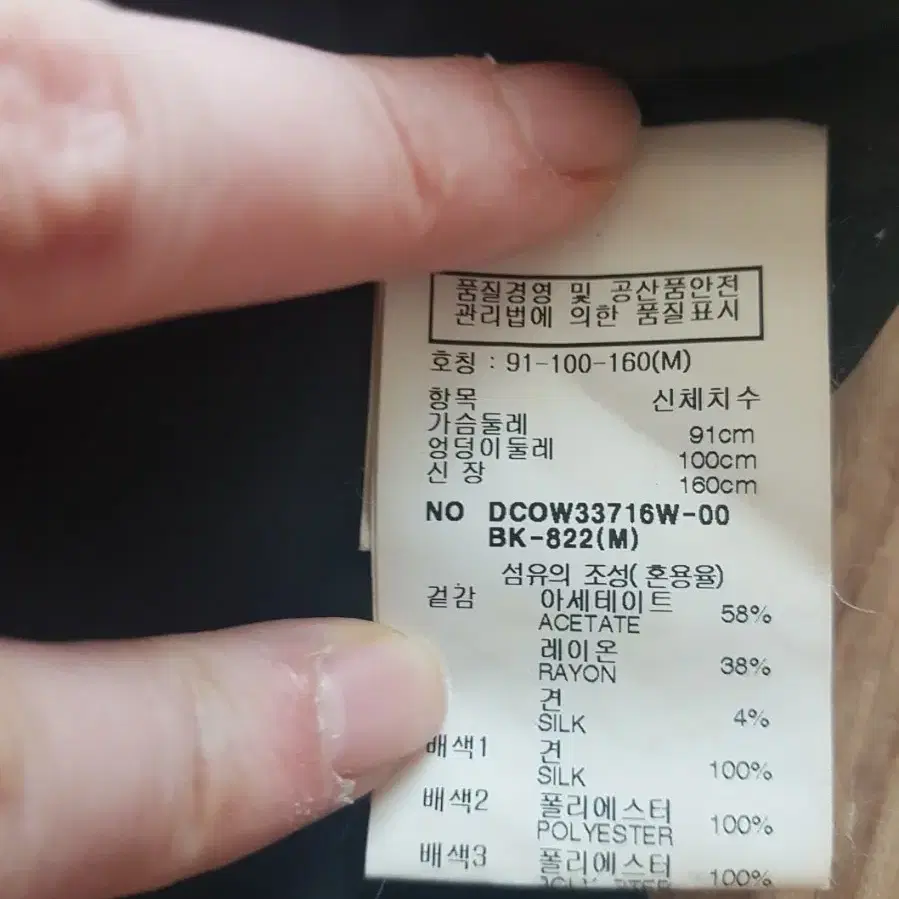 품질경영 및 공산품안전
관리법에 의한 품질표시
호칭 : 91-100-160(M)
항목 신체치수
가슴둘레 91cm
엉덩이둘레 100cm
신 장 160cm
NO DCOW33716W-00
BK-822(M)
섬유의 조성( 혼용율)
겉감 아세테이트 58%
ACETATE
레이온 38%
RAYON
견 4%
SILK
배색1 견 100%
SILK
배색2 폴리에스터 100%
POLYESTER
배색3 폴리에스터 100%
POLYESTER